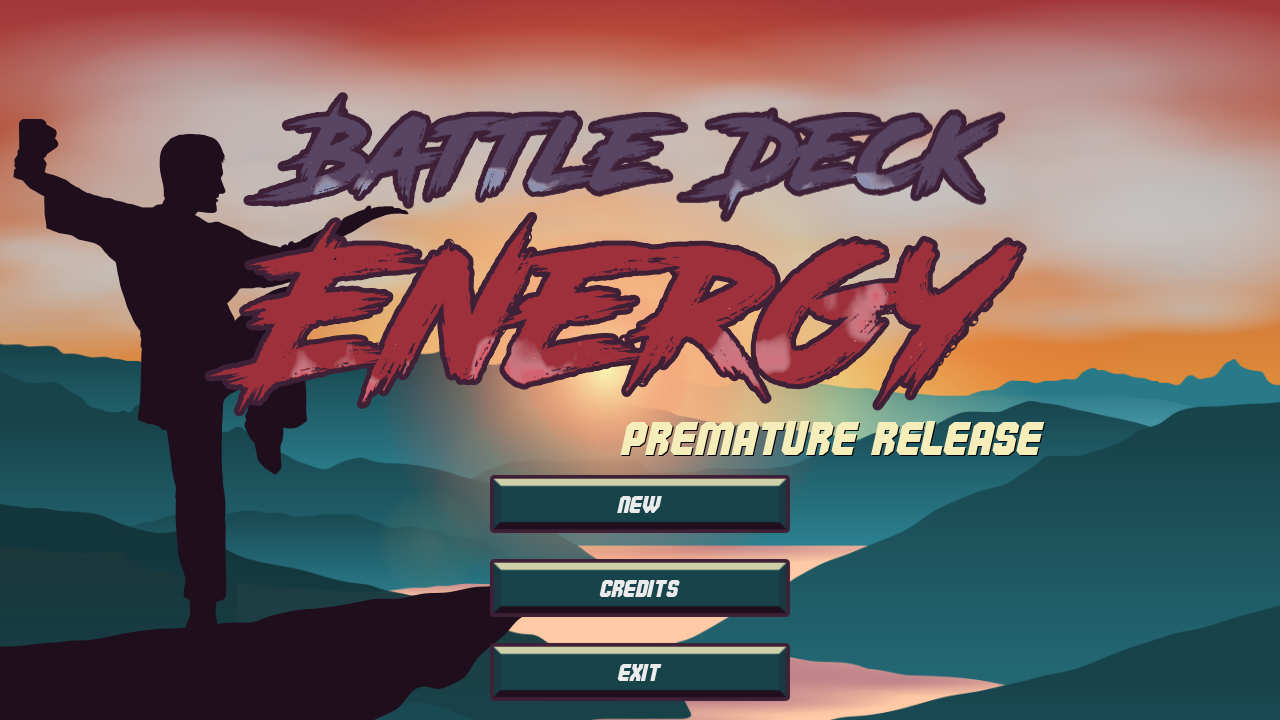 BATTLE DECK
ENERGY
PREMATURE RELEASE
NEW
CREDITS
EXIT